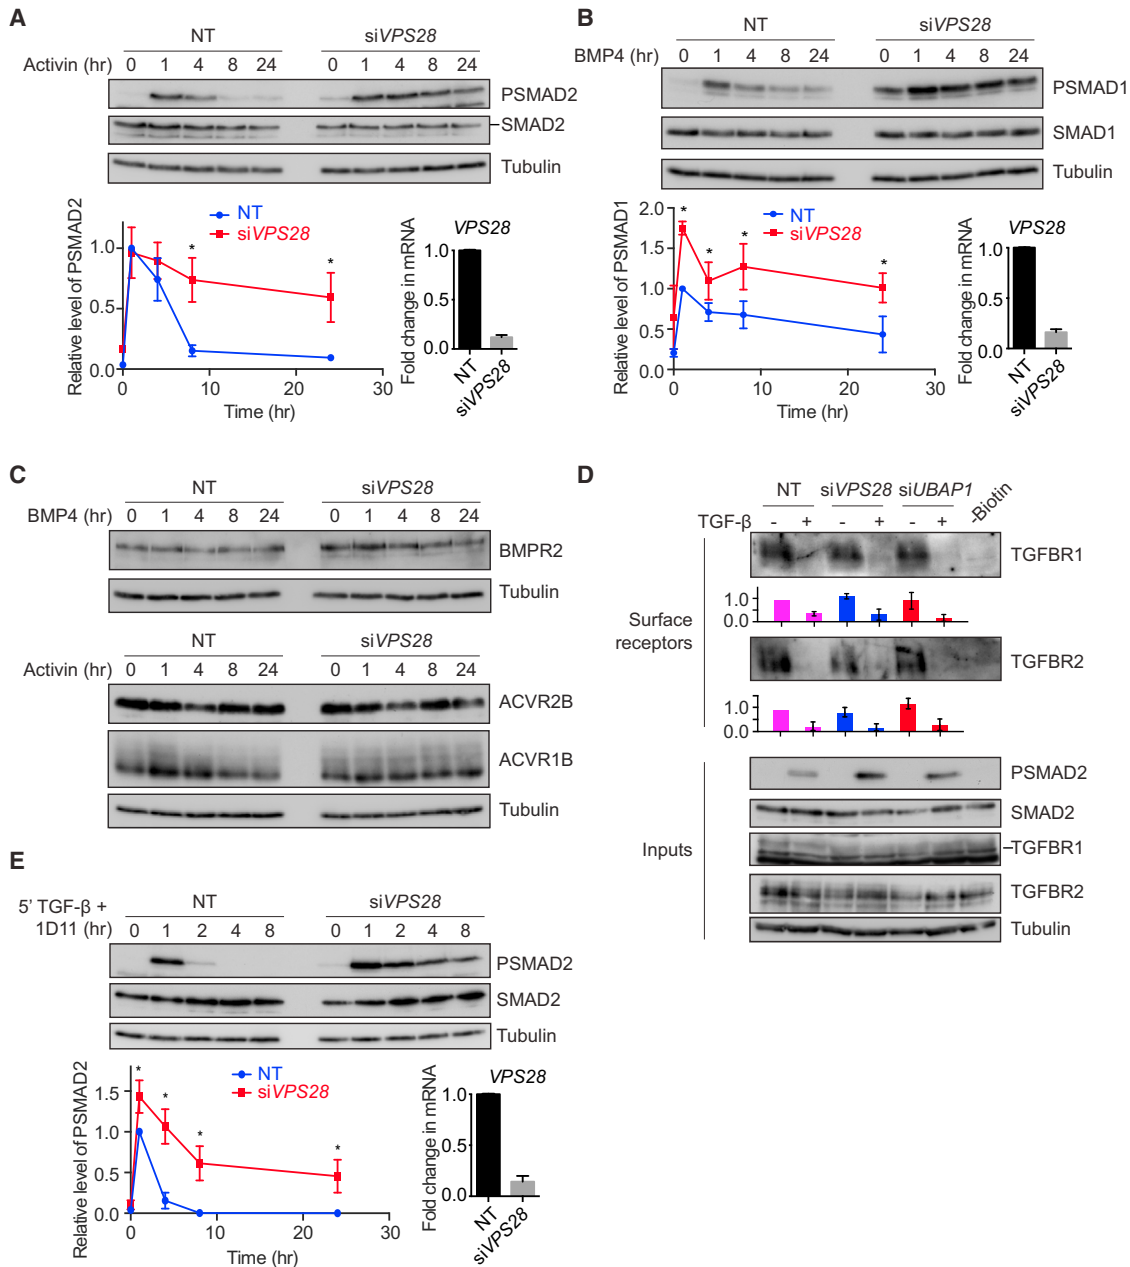 A
NT siVPS28
Activin (hr) 0 1 4 8 24 0 1 4 8 24
PSMAD2
SMAD2
Tubulin
NT
siVPS28
Relative level of PSMAD2
1.0
0.5
0.0
* *
0 10 20 30
Time (hr)
VPS28
Fold change in mRNA
1.0
0.5
0.0
NT
siVPS28
B
NT siVPS28
BMP4 (hr) 0 1 4 8 24 0 1 4 8 24
PSMAD1
SMAD1
Tubulin
NT
siVPS28
Relative level of PSMAD1
2.0
1.5
1.0
0.5
0.0
* * * *
0 10 20 30
Time (hr)
VPS28
Fold change in mRNA
1.0
0.5
0.0
NT
siVPS28
C
NT siVPS28
BMP4 (hr) 0 1 4 8 24 0 1 4 8 24
BMPR2
Tubulin
NT siVPS28
Activin (hr) 0 1 4 8 24 0 1 4 8 24
ACVR2B
ACVR1B
Tubulin
D
NT siVPS28 siUBAP1 -Biotin
TGF-β - + - + - +
TGFBR1
1.0
0.0
Surface
receptors
TGFBR2
1.0
0.0
Inputs
PSMAD2
SMAD2
TGFBR1
TGFBR2
Tubulin
E
NT siVPS28
5' TGF-β +
1D11 (hr) 0 1 2 4 8 0 1 2 4 8
PSMAD2
SMAD2
Tubulin
NT
siVPS28
Relative level of PSMAD2
1.5
1.0
0.5
0.0
* * * *
0 10 20 30
Time (hr)
VPS28
Fold change in mRNA
1.0
0.5
0.0
NT
siVPS28